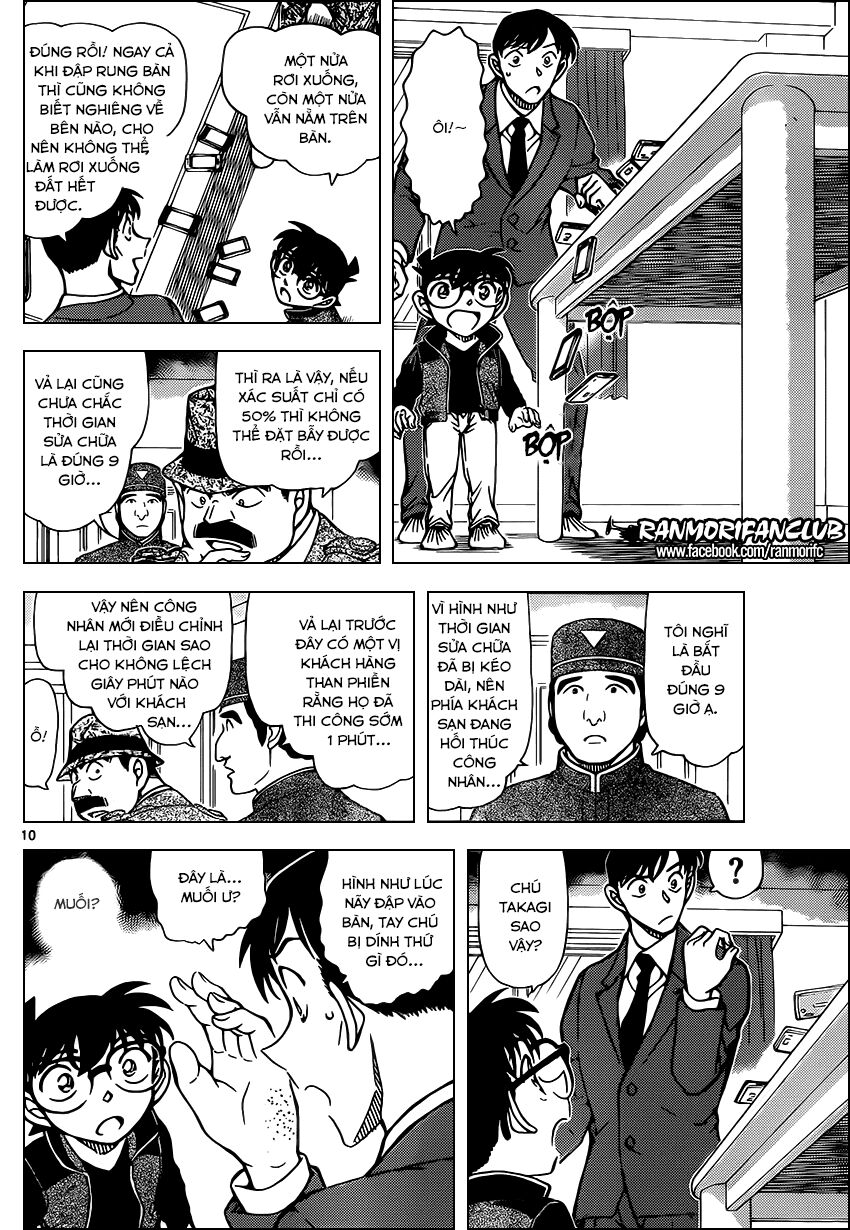 ÔI!~
BỘP
BỘP
RANMORIFANCLUB
www.facebook.com/ranmorifc
MỘT NỬA
RƠI XUỐNG,
CÒN MỘT NỬA
VẪN NẰM TRÊN
BÀN.
ĐÚNG RỒI! NGAY CẢ
KHI ĐẬP RUNG BÀN
THÌ CŨNG KHÔNG
BIẾT NGHIÊNG VỀ
BÊN NÀO, CHO
NÊN KHÔNG THỂ
LÀM RƠI XUỐNG
ĐẤT HẾT
ĐƯỢC.
THÌ RA LÀ VẬY, NẾU
XÁC SUẤT CHỈ CÓ
50% THÌ KHÔNG
THỂ ĐẶT BẪY ĐƯỢC
RỒI...
VẢ LẠI CŨNG
CHƯA CHẮC
THỜI GIAN
SỬA CHỮA
LÀ ĐÚNG 9
GIỜ...
TÔI NGHĨ
LÀ BẮT
ĐẦU
ĐÚNG 9
GIỜ Ạ.
VÌ HÌNH NHƯ
THỜI GIAN
SỬA CHỮA
ĐÃ BỊ KÉO
DÀI, NÊN
PHÍA KHÁCH
SẠN ĐANG
HỐI THÚC
CÔNG
NHÂN...
VẢ LẠI TRƯỚC
ĐÂY CÓ MỘT VỊ
KHÁCH HÀNG
THAN PHIỀN
RẰNG HỌ ĐÃ
THI CÔNG SỚM
1 PHÚT...
VẬY NÊN CÔNG
NHÂN MỚI ĐIỀU CHỈNH
LẠI THỜI GIAN SAO
CHO KHÔNG LỆCH
GIÂY PHÚT NÀO
VỚI KHÁCH
SẠN...
Ồ!
10
?
CHÚ
TAKAGI
SAO
VẬY?
HÌNH NHƯ LÚC
NÃY ĐẬP VÀO
BÀN, TAY CHÚ
BỊ DÍNH THỨ
GÌ ĐÓ...
ĐÂY LÀ...
MUỐI Ư?
MUỐI?